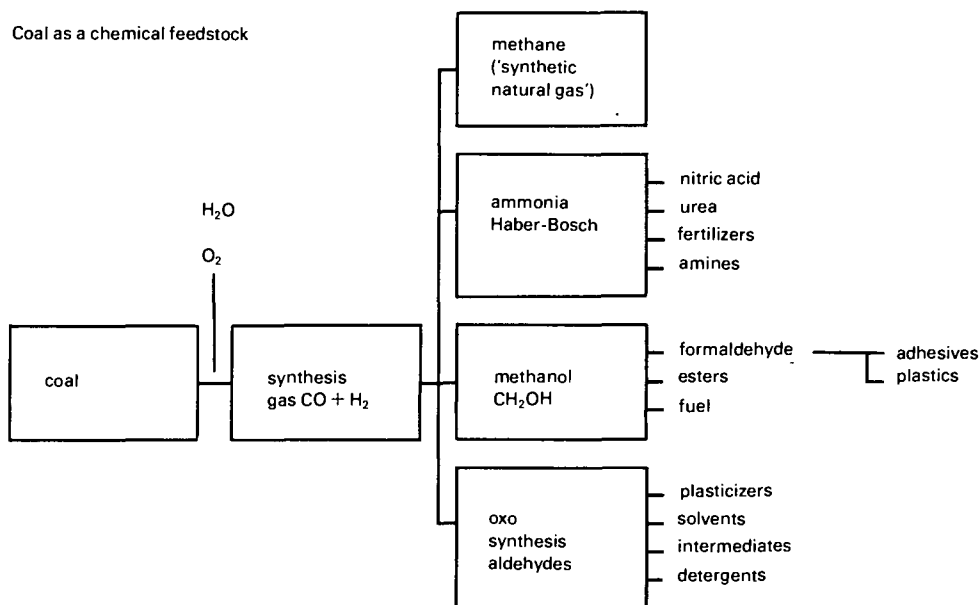 Coal as a chemical feedstock
methane
('synthetic
natural gas')
H₂O
O₂
ammonia
Haber-Bosch
nitric acid
urea
fertilizers
amines
coal
synthesis
gas CO + H₂
methanol
CH₂OH
formaldehyde
esters
fuel
adhesives
plastics
oxo
synthesis
aldehydes
plasticizers
solvents
intermediates
detergents